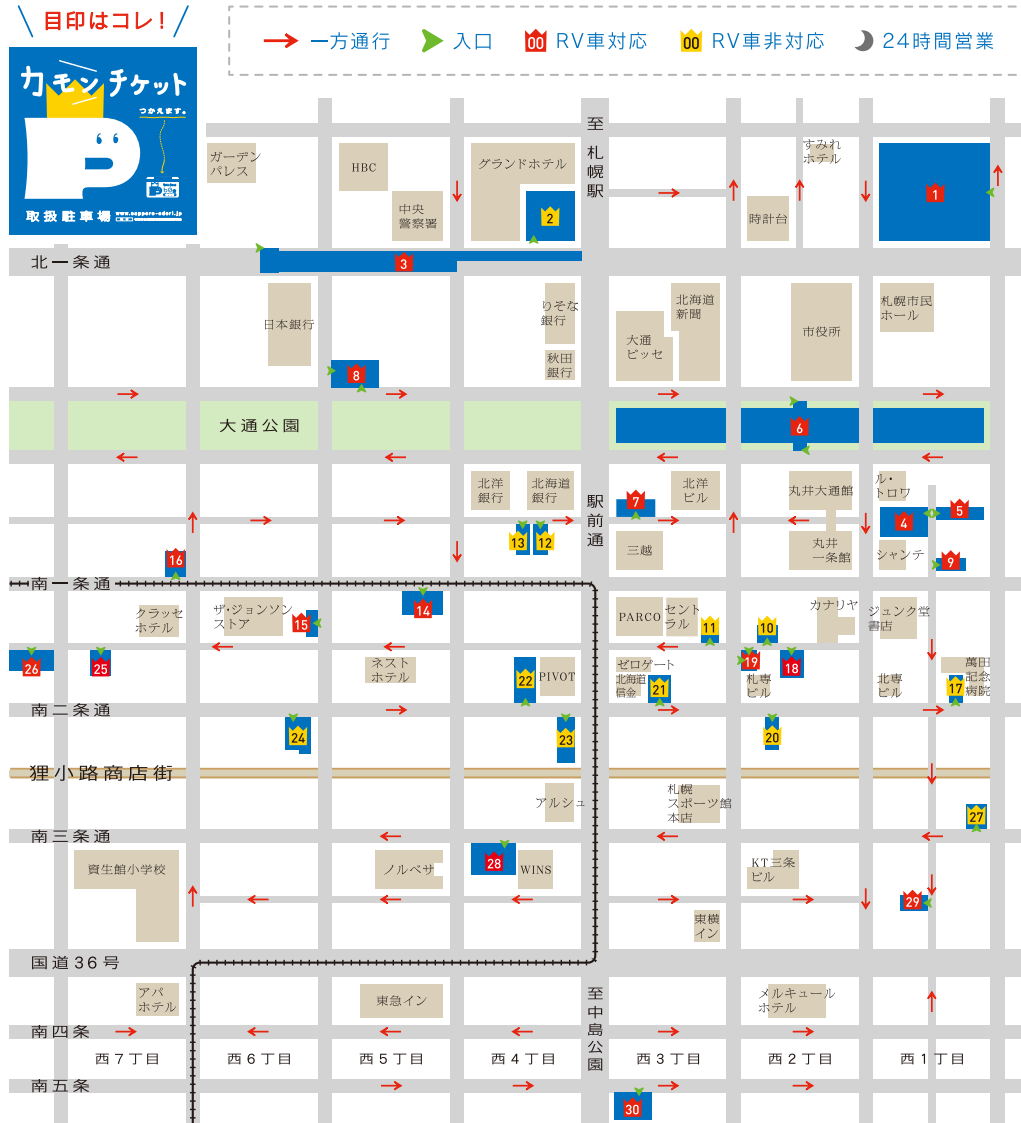 目印はコレ！
一方通行
入口
00 RV車対応
00 RV車非対応
24時間営業
カモンチケット
つかえます。
取扱駐車場
www.sapporo-odori.jp
至札幌駅
ガーデン
パレス
HBC
グランドホテル
中央
警察署
2
すみれ
ホテル
時計台
1
北一条通
3
日本銀行
りそな
銀行
秋田
銀行
8
大通
ビッセ
北海道
新聞
市役所
札幌市民
ホール
大通公園
6
北洋
銀行
北海道
銀行
13
12
駅前通
7
北洋
ビル
三越
丸井大通館
丸井
一条館
ル・
トロワ
4
5
シャンテ
9
16
南一条通
クラッセ
ホテル
ザ・ジョンソン
ストア
15
14
PARCO
セント
ラル
11
10
カナリヤ
ジュンク堂
書店
26
25
ネスト
ホテル
22
PIVOT
ゼロゲート
北海道
信金
21
19
札専
ビル
18
北専
ビル
17
萬田
記念
病院
南二条通
24
23
20
狸小路商店街
アルシュ
札幌
スポーツ館
本店
27
南三条通
資生館小学校
ノルベサ
28
WINS
KT三条
ビル
29
東横
イン
国道36号
アパ
ホテル
東急イン
至中島公園
メルキュール
ホテル
南四条
西7丁目
西6丁目
西5丁目
西4丁目
西3丁目
西2丁目
西1丁目
南五条
30